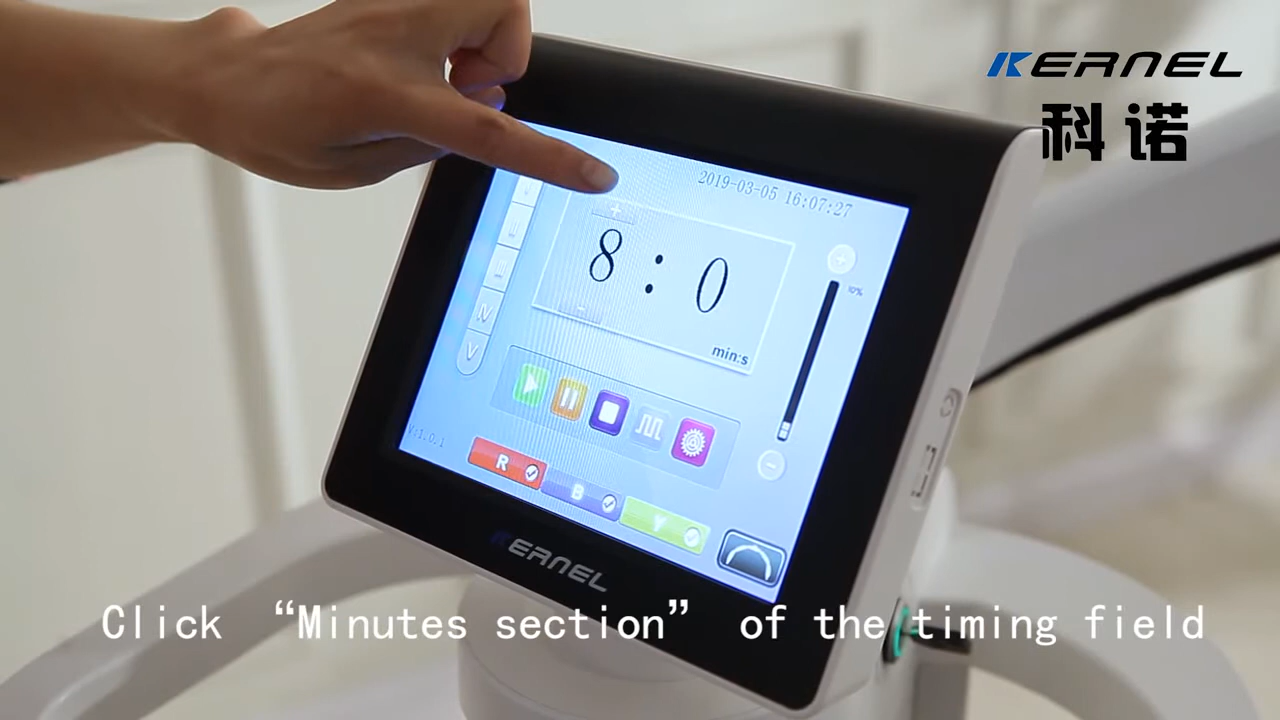 KERNEL
科诺
2019-03-05 16:07:27
+
8 : 0
-
min:s
+
10%
-
IV
V
V:1.0.1
R
B
Y
KERNEL
Click “Minutes section” of the timing field